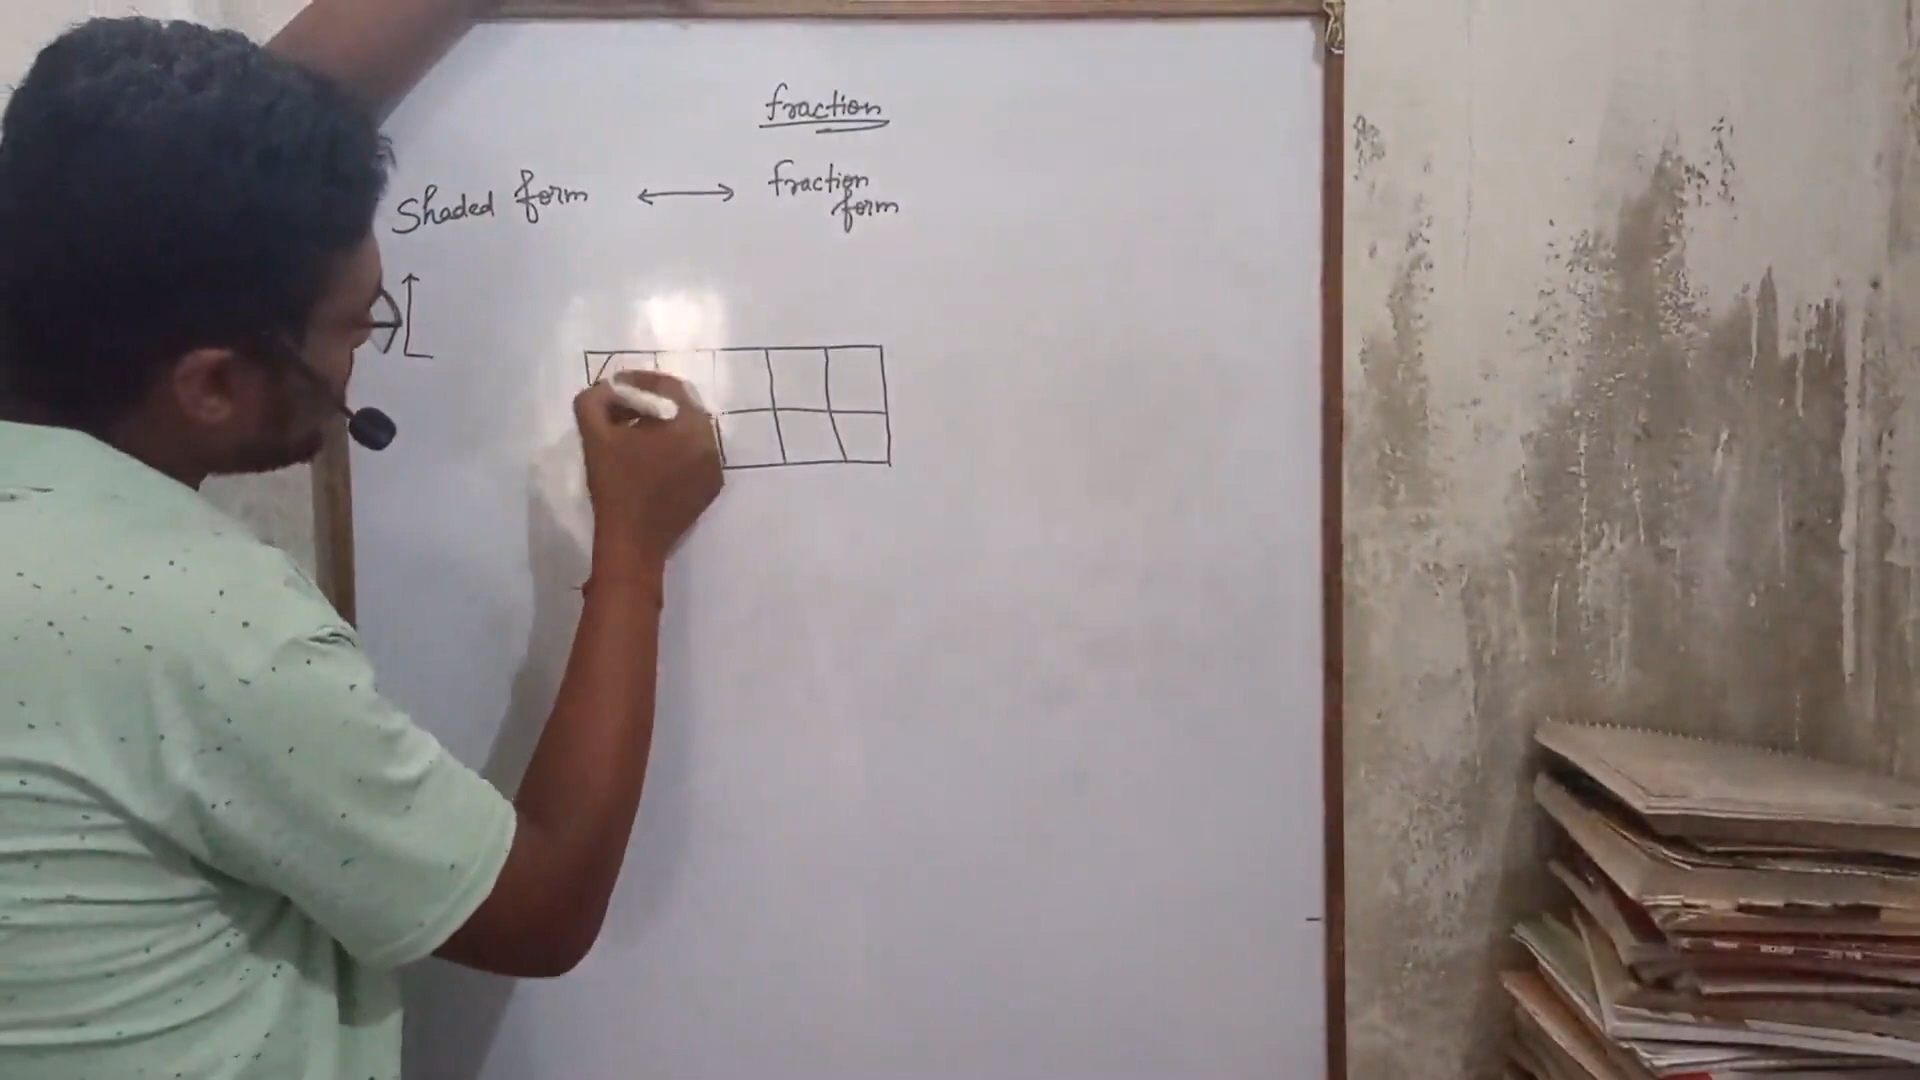 fraction
Shaded form ⟷ fraction
form